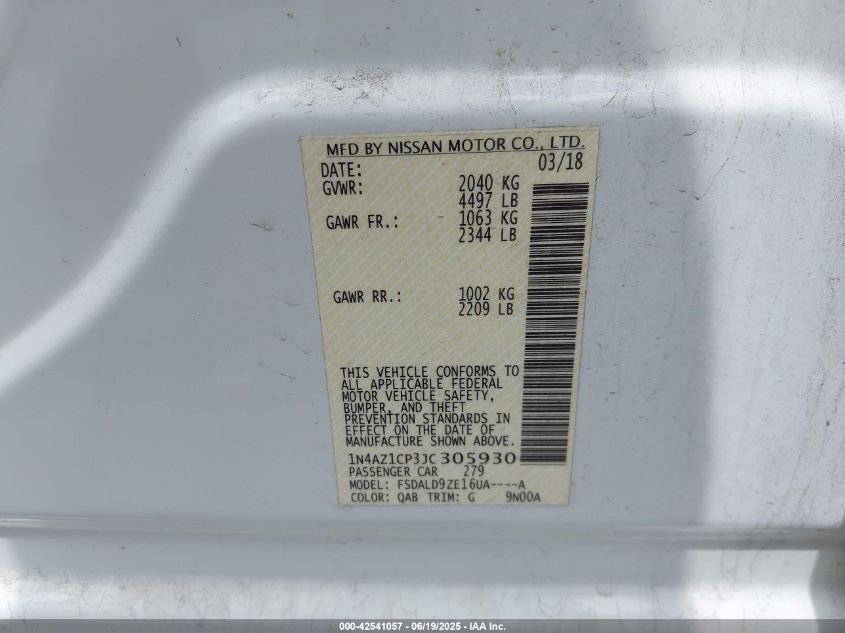 MFD BY NISSAN MOTOR CO., LTD.
DATE: 03/18
GVWR: 2040 KG
4497 LB
GAWR FR.: 1063 KG
2344 LB
GAWR RR.: 1002 KG
2209 LB
THIS VEHICLE CONFORMS TO
ALL APPLICABLE FEDERAL
MOTOR VEHICLE SAFETY,
BUMPER, AND THEFT
PREVENTION STANDARDS IN
EFFECT ON THE DATE OF
MANUFACTURE SHOWN ABOVE.
1N4AZ1CP3JC305930
PASSENGER CAR 279
MODEL: FSDALD9ZE16UA----A
COLOR: QAB TRIM: G 9N00A
000-42541057 - 06/19/2025 - IAA Inc.